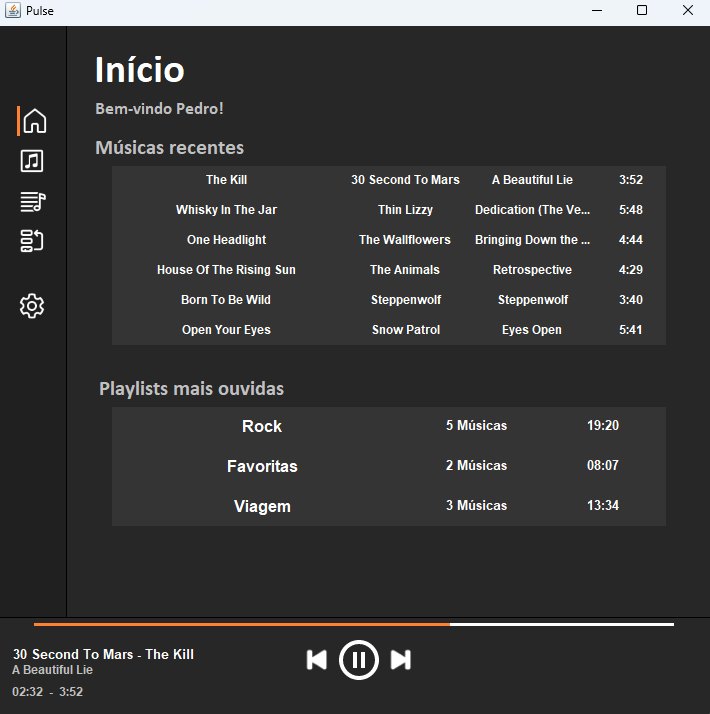 Pulse
Início
Bem-vindo Pedro!
Músicas recentes
The Kill 30 Second To Mars A Beautiful Lie 3:52
Whisky In The Jar Thin Lizzy Dedication (The Ve... 5:48
One Headlight The Wallflowers Bringing Down the ... 4:44
House Of The Rising Sun The Animals Retrospective 4:29
Born To Be Wild Steppenwolf Steppenwolf 3:40
Open Your Eyes Snow Patrol Eyes Open 5:41
Playlists mais ouvidas
Rock 5 Músicas 19:20
Favoritas 2 Músicas 08:07
Viagem 3 Músicas 13:34
30 Second To Mars - The Kill
A Beautiful Lie
02:32 - 3:52